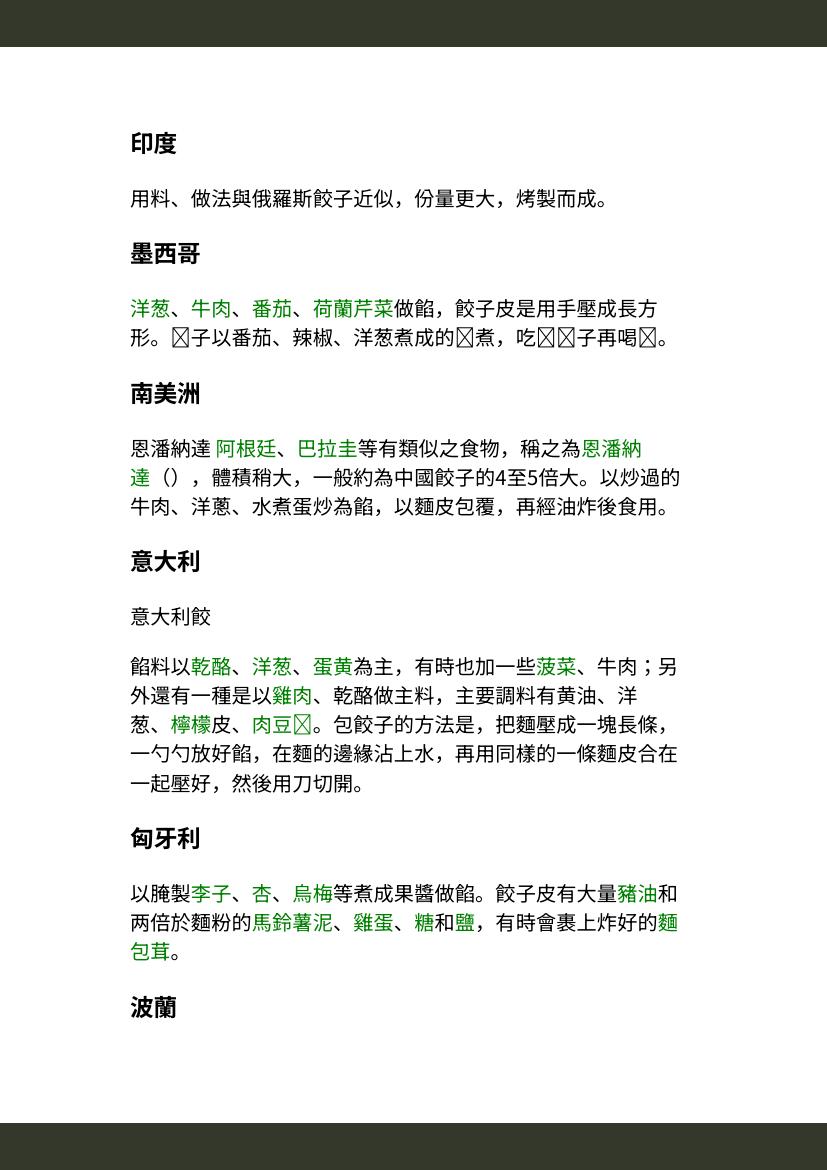 印度
用料、做法與俄羅斯餃子近似，份量更大，烤製而成。
墨西哥
洋葱、牛肉、番茄、荷蘭芹菜做餡，餃子皮是用手壓成長方
形。子以番茄、辣椒、洋葱煮成的煮，吃子再喝。
南美洲
恩潘納達 阿根廷、巴拉圭等有類似之食物，稱之為恩潘納
達（），體積稍大，一般約為中國餃子的4至5倍大。以炒過的
牛肉、洋蔥、水煮蛋炒為餡，以麵皮包覆，再經油炸後食用。
意大利
意大利餃
餡料以乾酪、洋葱、蛋黄為主，有時也加一些菠菜、牛肉；另
外還有一種是以雞肉、乾酪做主料，主要調料有黄油、洋
葱、檸檬皮、肉豆。包餃子的方法是，把麵壓成一塊長條，
一勺勺放好餡，在麵的邊緣沾上水，再用同樣的一條麵皮合在
一起壓好，然後用刀切開。
匈牙利
以腌製李子、杏、烏梅等煮成果醬做餡。餃子皮有大量豬油和
两倍於麵粉的馬鈴薯泥、雞蛋、糖和鹽，有時會裹上炸好的麵
包茸。
波蘭